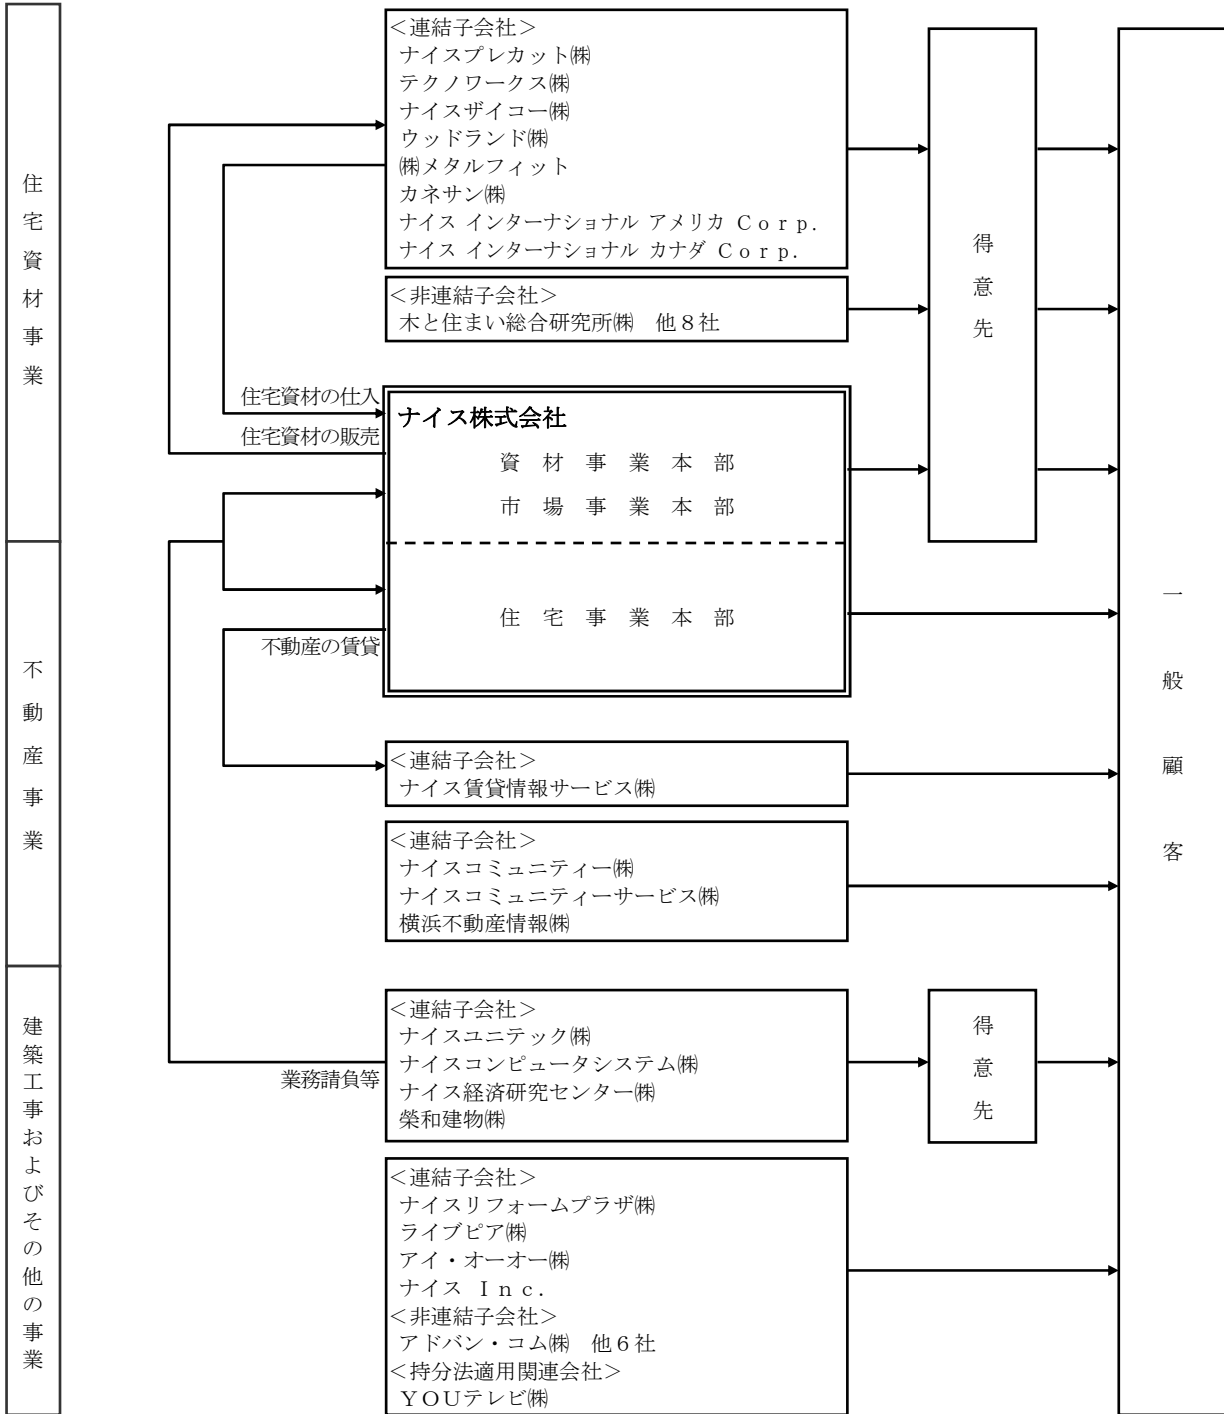 住宅資材事業
<連結子会社>
ナイスプレカット㈱
テクノワークス㈱
ナイスザイコー㈱
ウッドランド㈱
㈱メタルフィット
カネサン㈱
ナイス インターナショナル アメリカ Ｃｏｒｐ．
ナイス インターナショナル カナダ Ｃｏｒｐ．
<非連結子会社>
木と住まい総合研究所㈱　他８社
得意先
住宅資材の仕入
住宅資材の販売
ナイス株式会社
資材事業本部
市場事業本部
住宅事業本部
一般顧客
不動産事業
不動産の賃貸
<連結子会社>
ナイス賃貸情報サービス㈱
<連結子会社>
ナイスコミュニティー㈱
ナイスコミュニティーサービス㈱
横浜不動産情報㈱
建築工事およびその他の事業
業務請負等
<連結子会社>
ナイスユニテック㈱
ナイスコンピュータシステム㈱
ナイス経済研究センター㈱
榮和建物㈱
得意先
<連結子会社>
ナイスリフォームプラザ㈱
ライブピア㈱
アイ・オーオー㈱
ナイス Ｉｎｃ．
<非連結子会社>
アドバン・コム㈱　他６社
<持分法適用関連会社>
ＹＯＵテレビ㈱